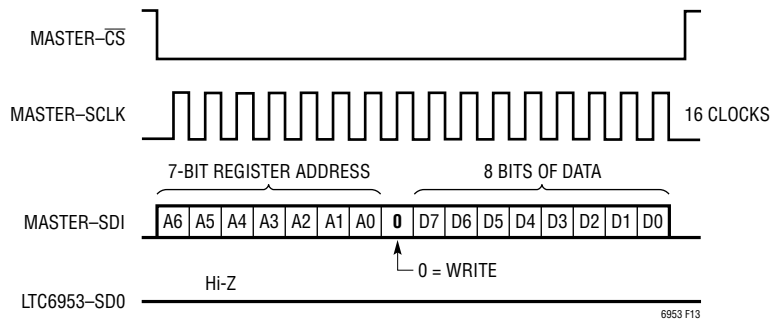 MASTER–CS
MASTER–SCLK
16 CLOCKS
7-BIT REGISTER ADDRESS
8 BITS OF DATA
MASTER–SDI
A6 A5 A4 A3 A2 A1 A0 0 D7 D6 D5 D4 D3 D2 D1 D0
0 = WRITE
Hi-Z
LTC6953–SD0
6953 F13